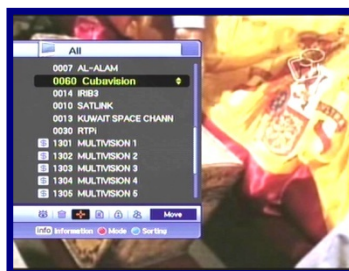 All
0007 AL-ALAM
0060 Cubavision
0014 IRIB3
0010 SATLINK
0013 KUWAIT SPACE CHANN
0030 RTPi
1301 MULTIVISION 1
1302 MULTIVISION 2
1303 MULTIVISION 3
1304 MULTIVISION 4
1305 MULTIVISION 5
Move
Info Information Mode Sorting